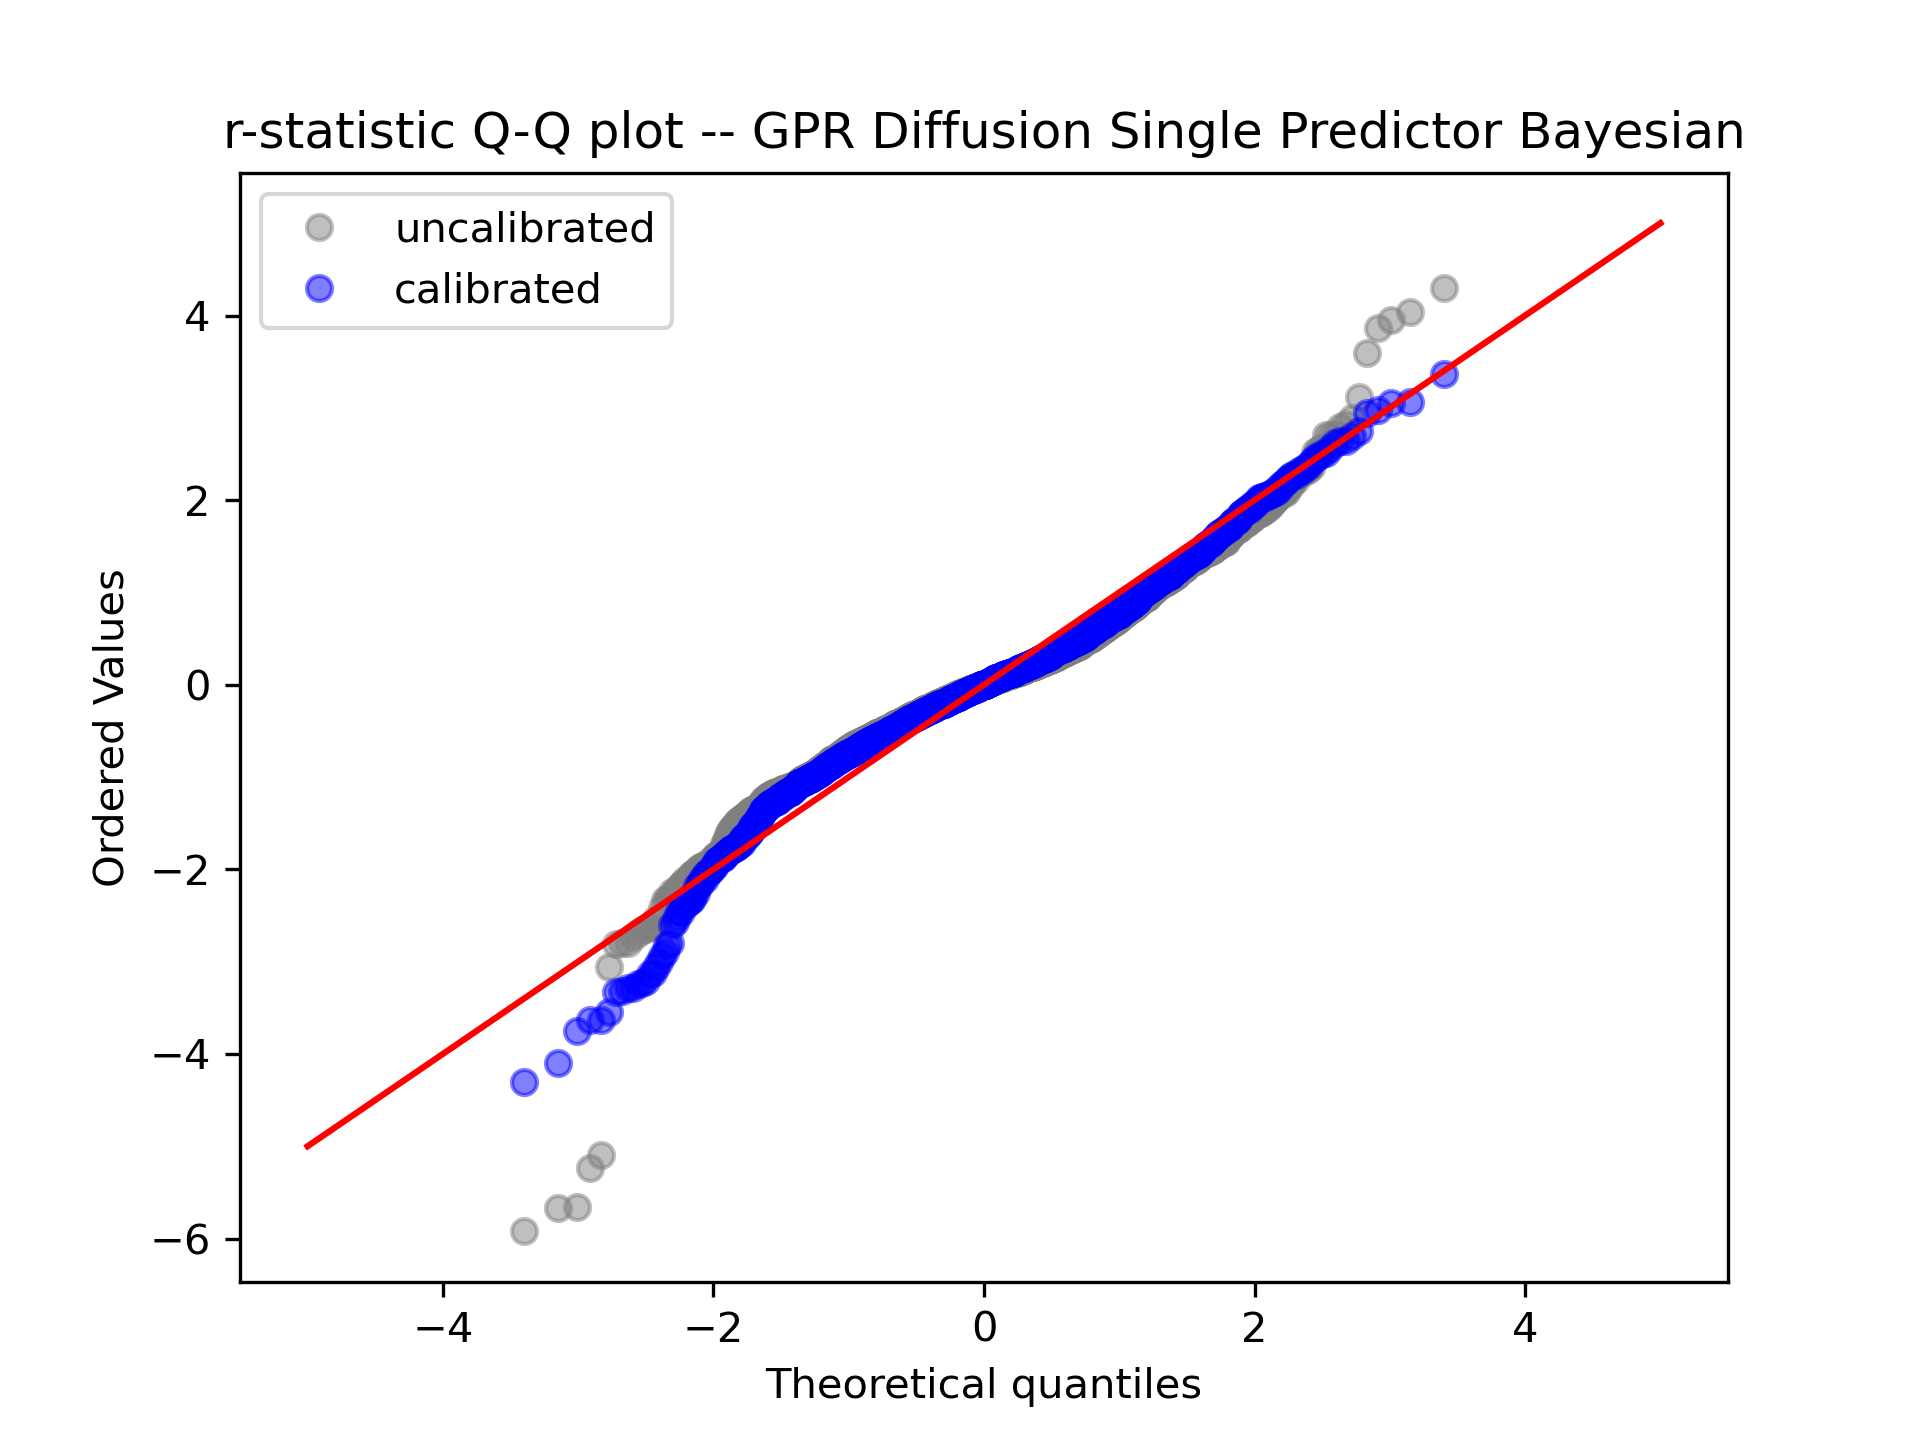 r-statistic Q-Q plot -- GPR Diffusion Single Predictor Bayesian
uncalibrated
calibrated
4
2
0
−2
−4
−6
Ordered Values
−4 −2 0 2 4
Theoretical quantiles